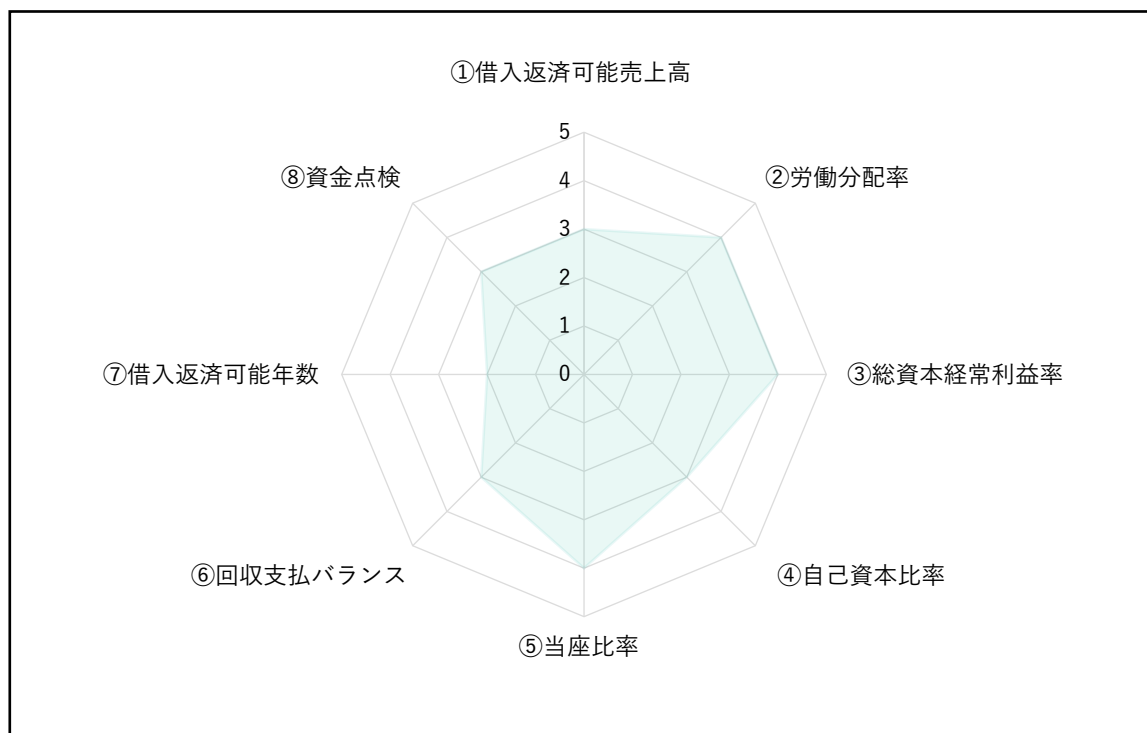 ①借入返済可能売上高
5
⑧資金点検
②労働分配率
4
3
2
1
⑦借入返済可能年数
0
③総資本経常利益率
⑥回収支払バランス
④自己資本比率
⑤当座比率